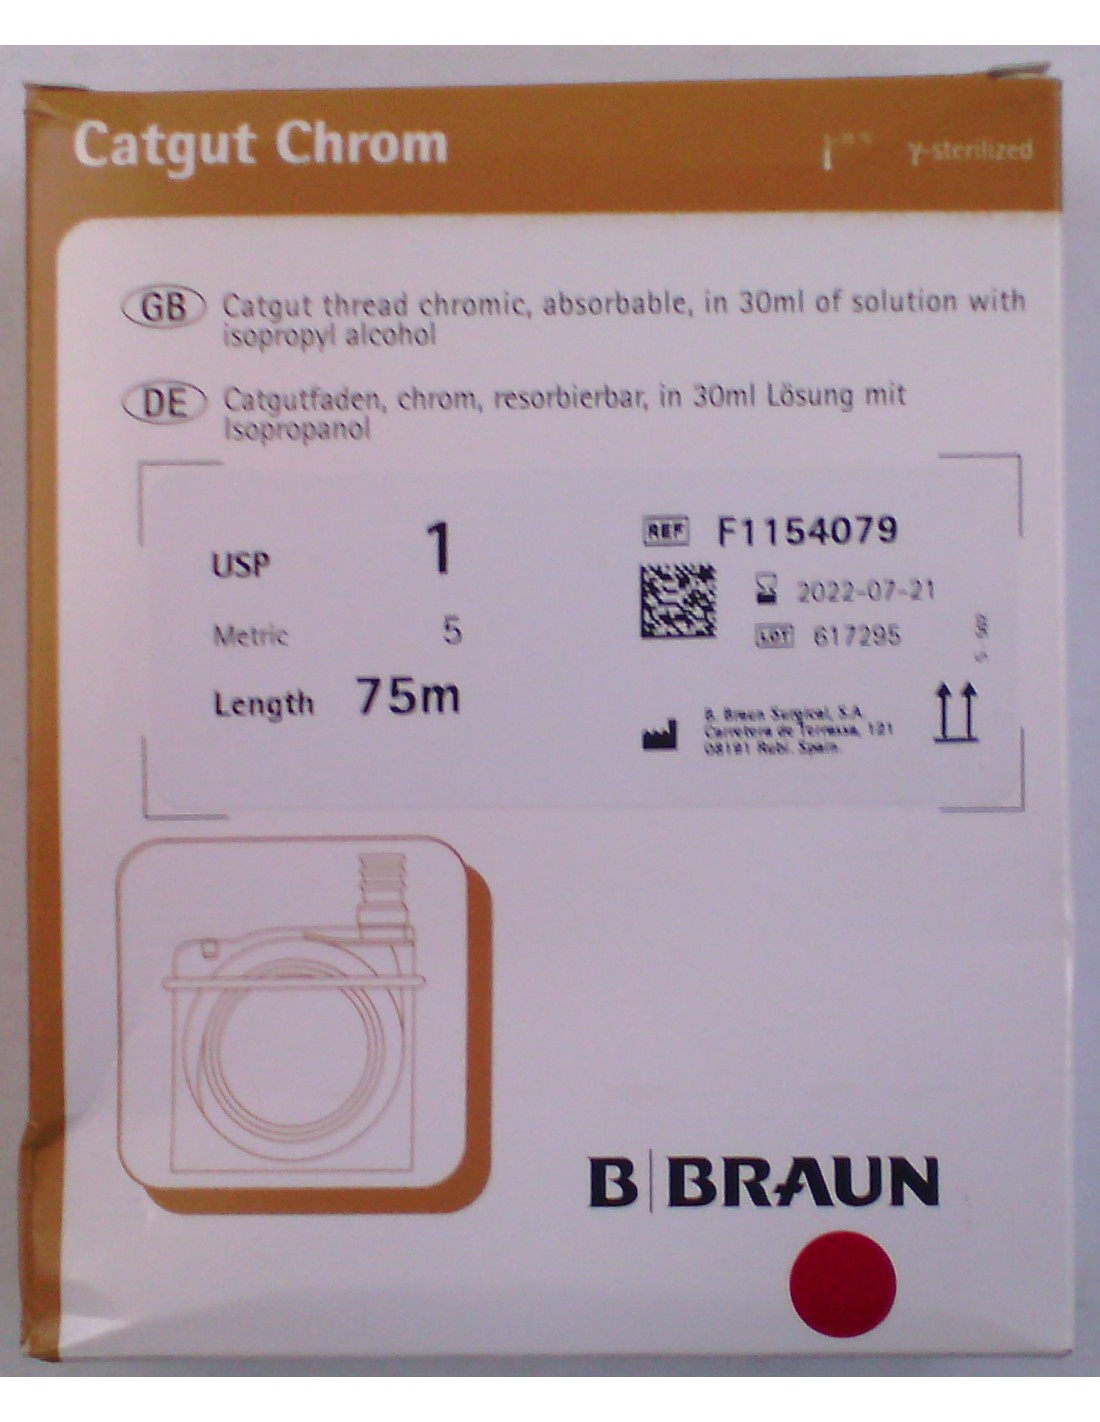 Catgut Chrom
γ-sterilized
GB Catgut thread chromic, absorbable, in 30ml of solution with
isopropyl alcohol
DE Catgutfaden, chrom, resorbierbar, in 30ml Lösung mit
Isopropanol
USP 1
Metric 5
Length 75m
REF F1154079
2022-07-21
LOT 617295
B. Braun Surgical, S.A.
Carretera de Terrassa, 121
08191 Rubí. Spain.
B BRAUN